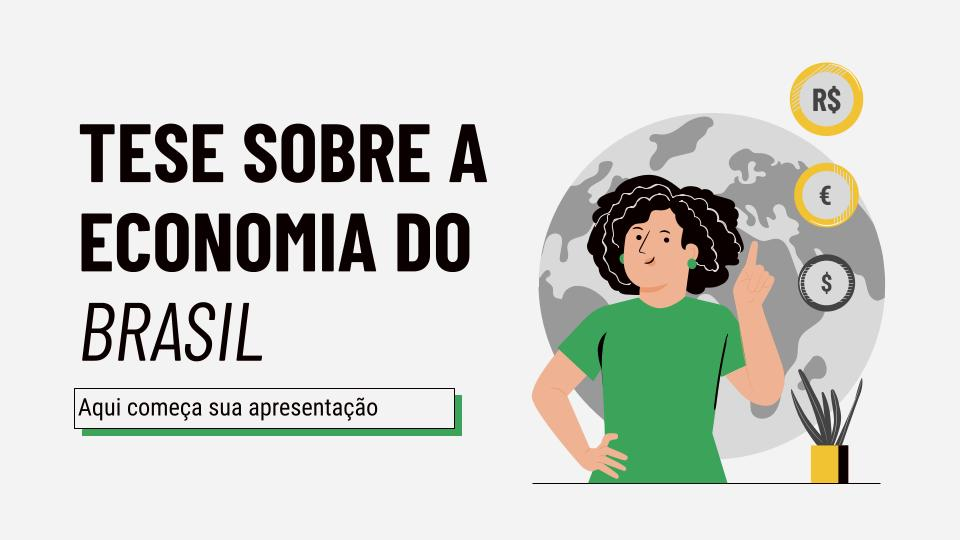 TESE SOBRE A
ECONOMIA DO
BRASIL
Aqui começa sua apresentação
R$
€
$